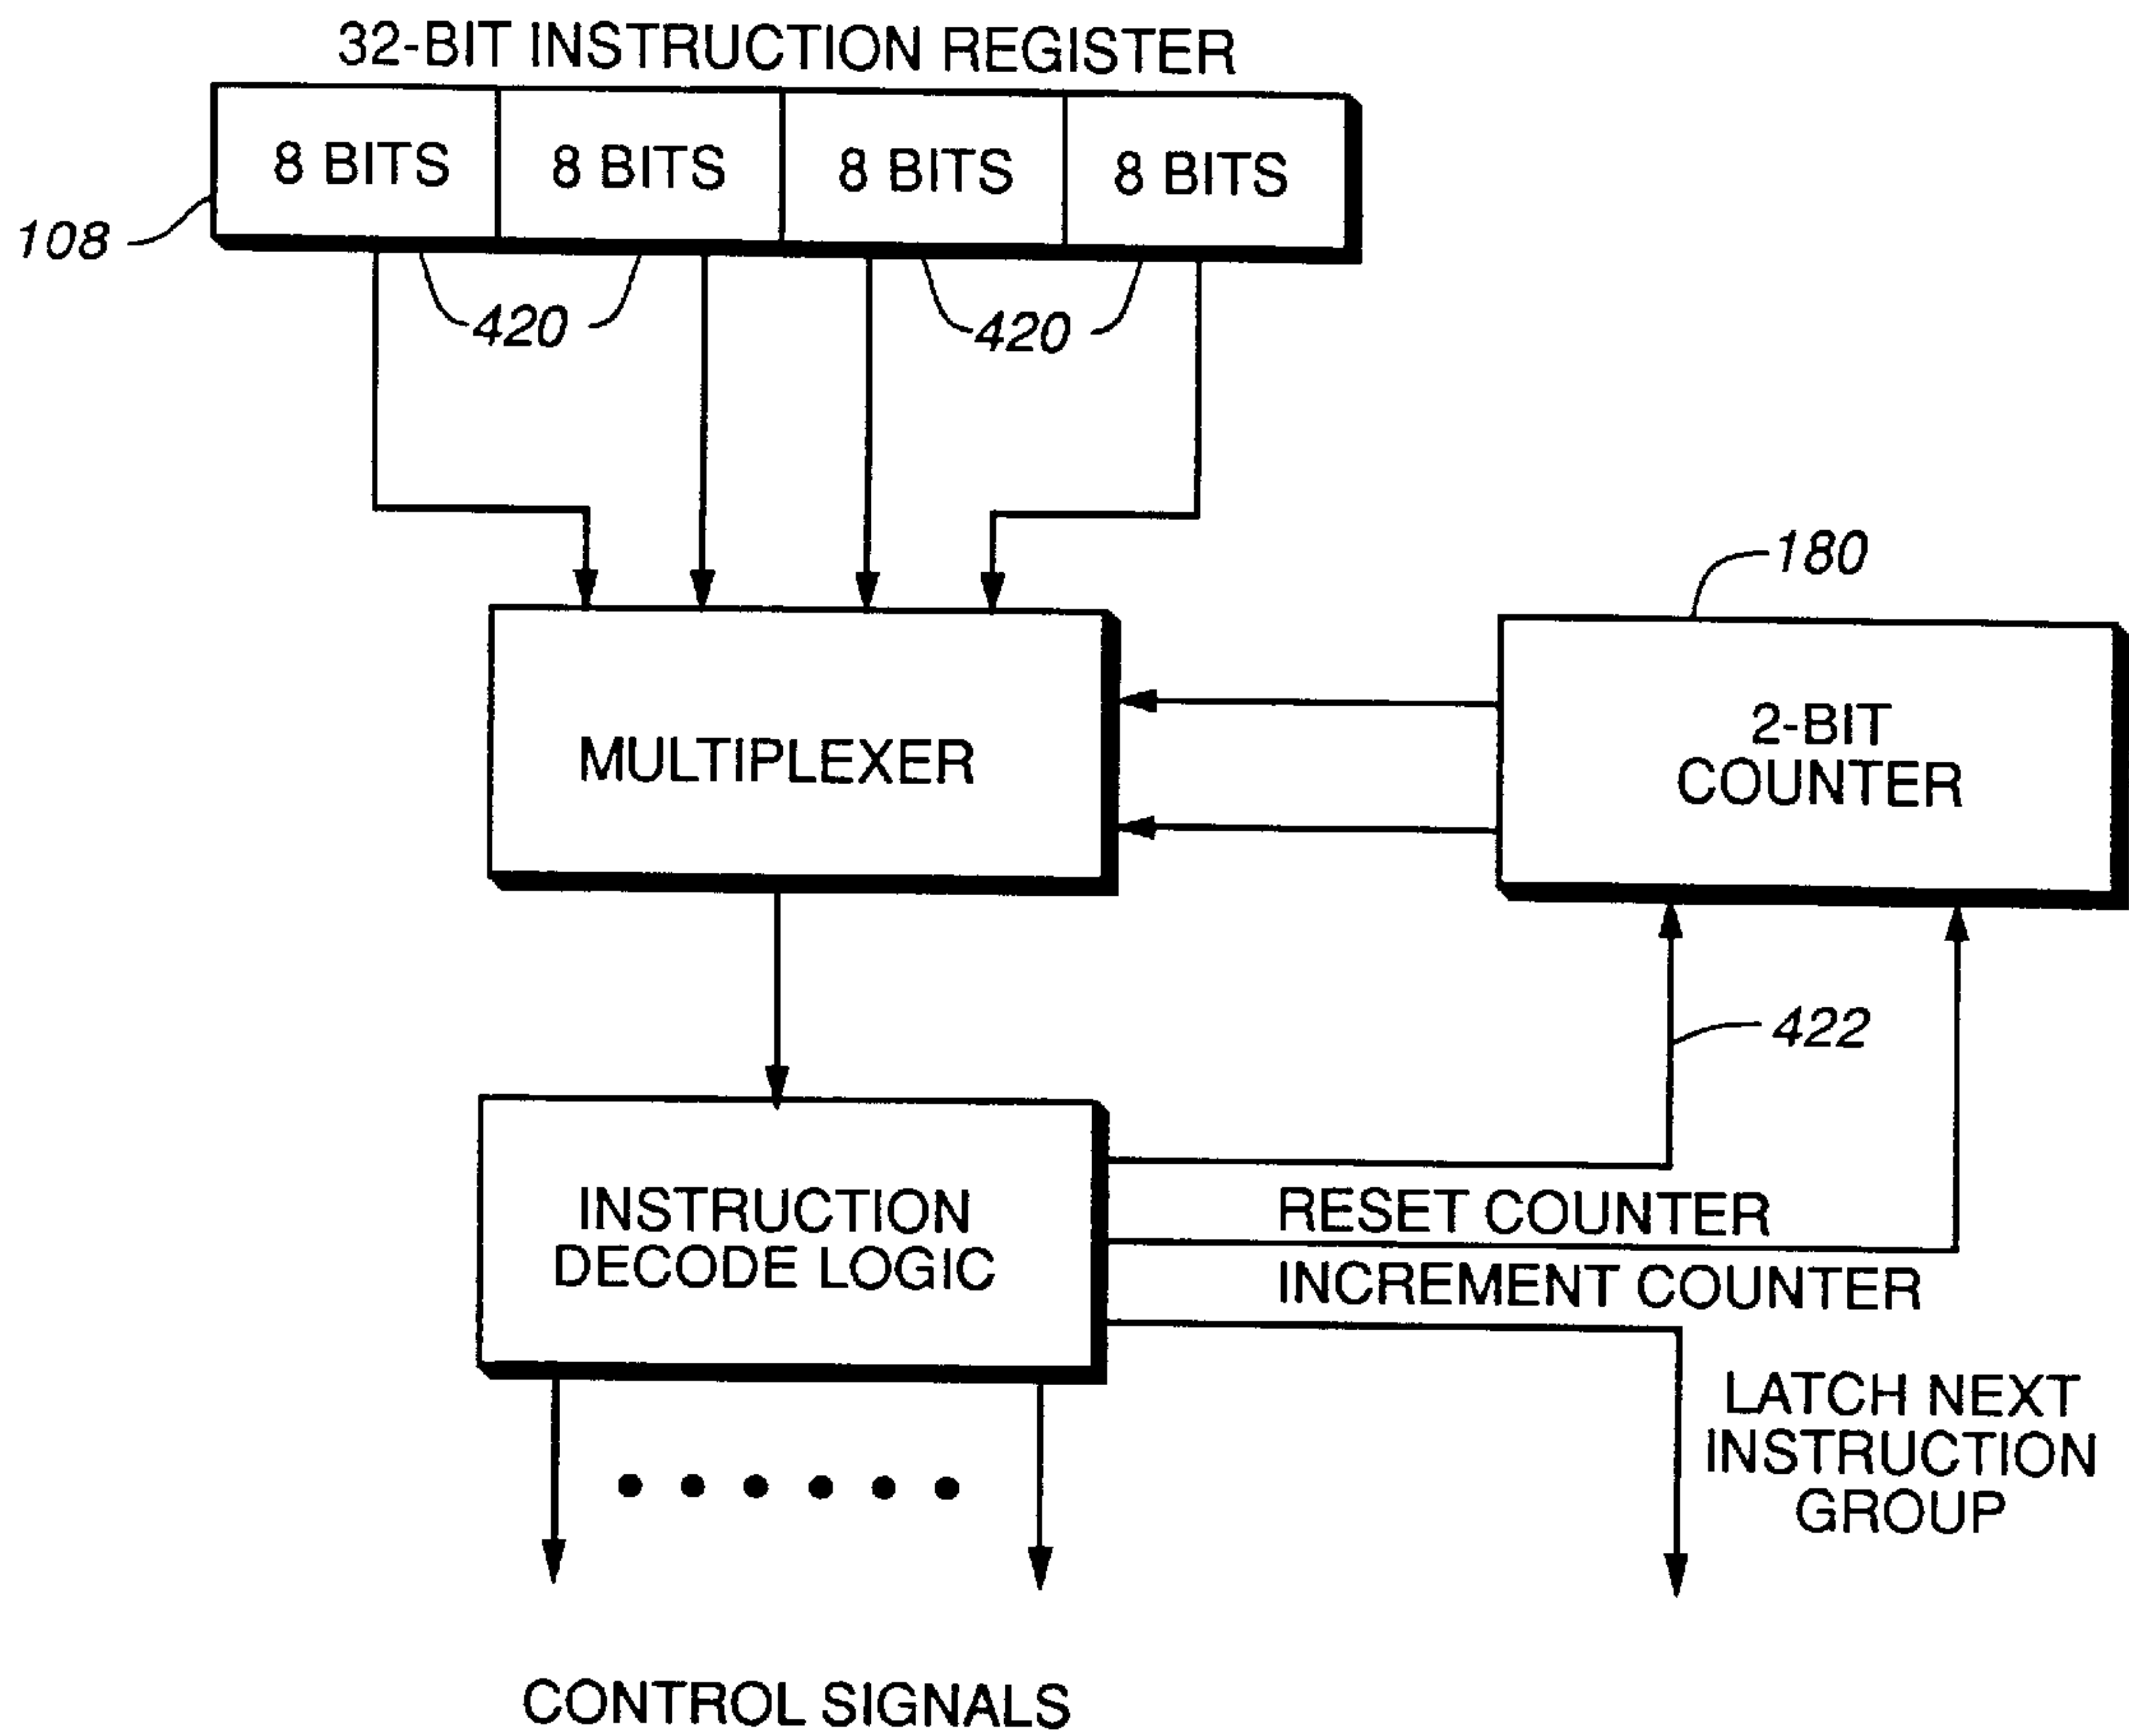 32-BIT INSTRUCTION REGISTER
8 BITS
8 BITS
8 BITS
8 BITS
108
420
420
180
MULTIPLEXER
2-BIT
COUNTER
422
INSTRUCTION
DECODE LOGIC
RESET COUNTER
INCREMENT COUNTER
LATCH NEXT
INSTRUCTION
GROUP
CONTROL SIGNALS